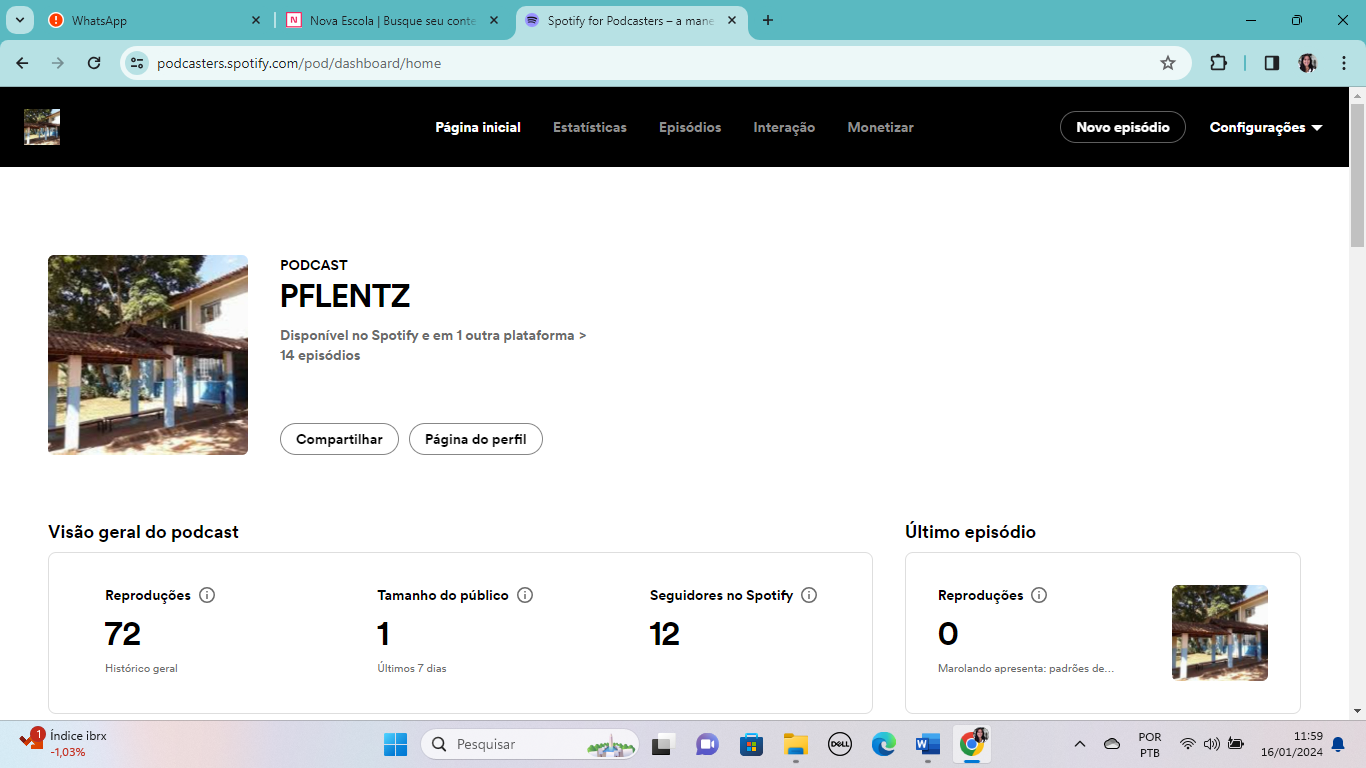 WhatsApp
Nova Escola | Busque seu conte
Spotify for Podcasters – a mane
podcasters.spotify.com/pod/dashboard/home
Página inicial
Estatísticas
Episódios
Interação
Monetizar
Novo episódio
Configurações
PODCAST
PFLENTZ
Disponível no Spotify e em 1 outra plataforma >
14 episódios
Compartilhar
Página do perfil
Visão geral do podcast
Último episódio
Reproduções
Tamanho do público
Seguidores no Spotify
Reproduções
72
1
12
0
Histórico geral
Últimos 7 dias
Marolando apresenta: padrões de...
1
Índice ibrx
-1,03%
Pesquisar
DELL
W
POR
PTB
11:59
16/01/2024